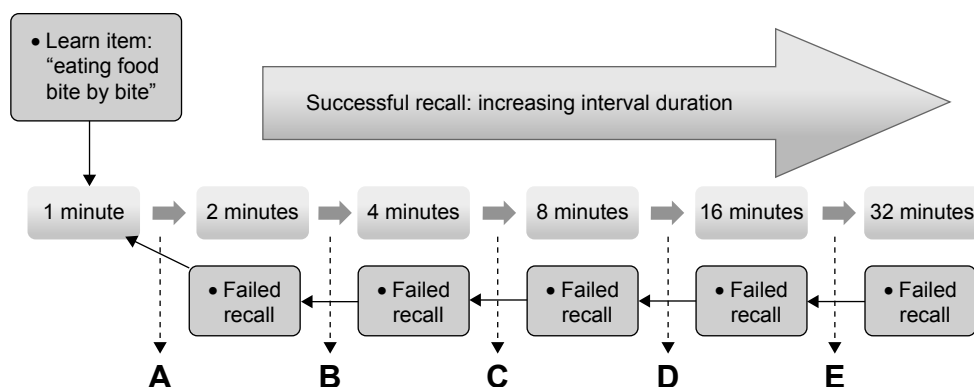 • Learn item:
“eating food
bite by bite”
Successful recall: increasing interval duration
1 minute
2 minutes
4 minutes
8 minutes
16 minutes
32 minutes
• Failed
recall
• Failed
recall
• Failed
recall
• Failed
recall
• Failed
recall
A
B
C
D
E